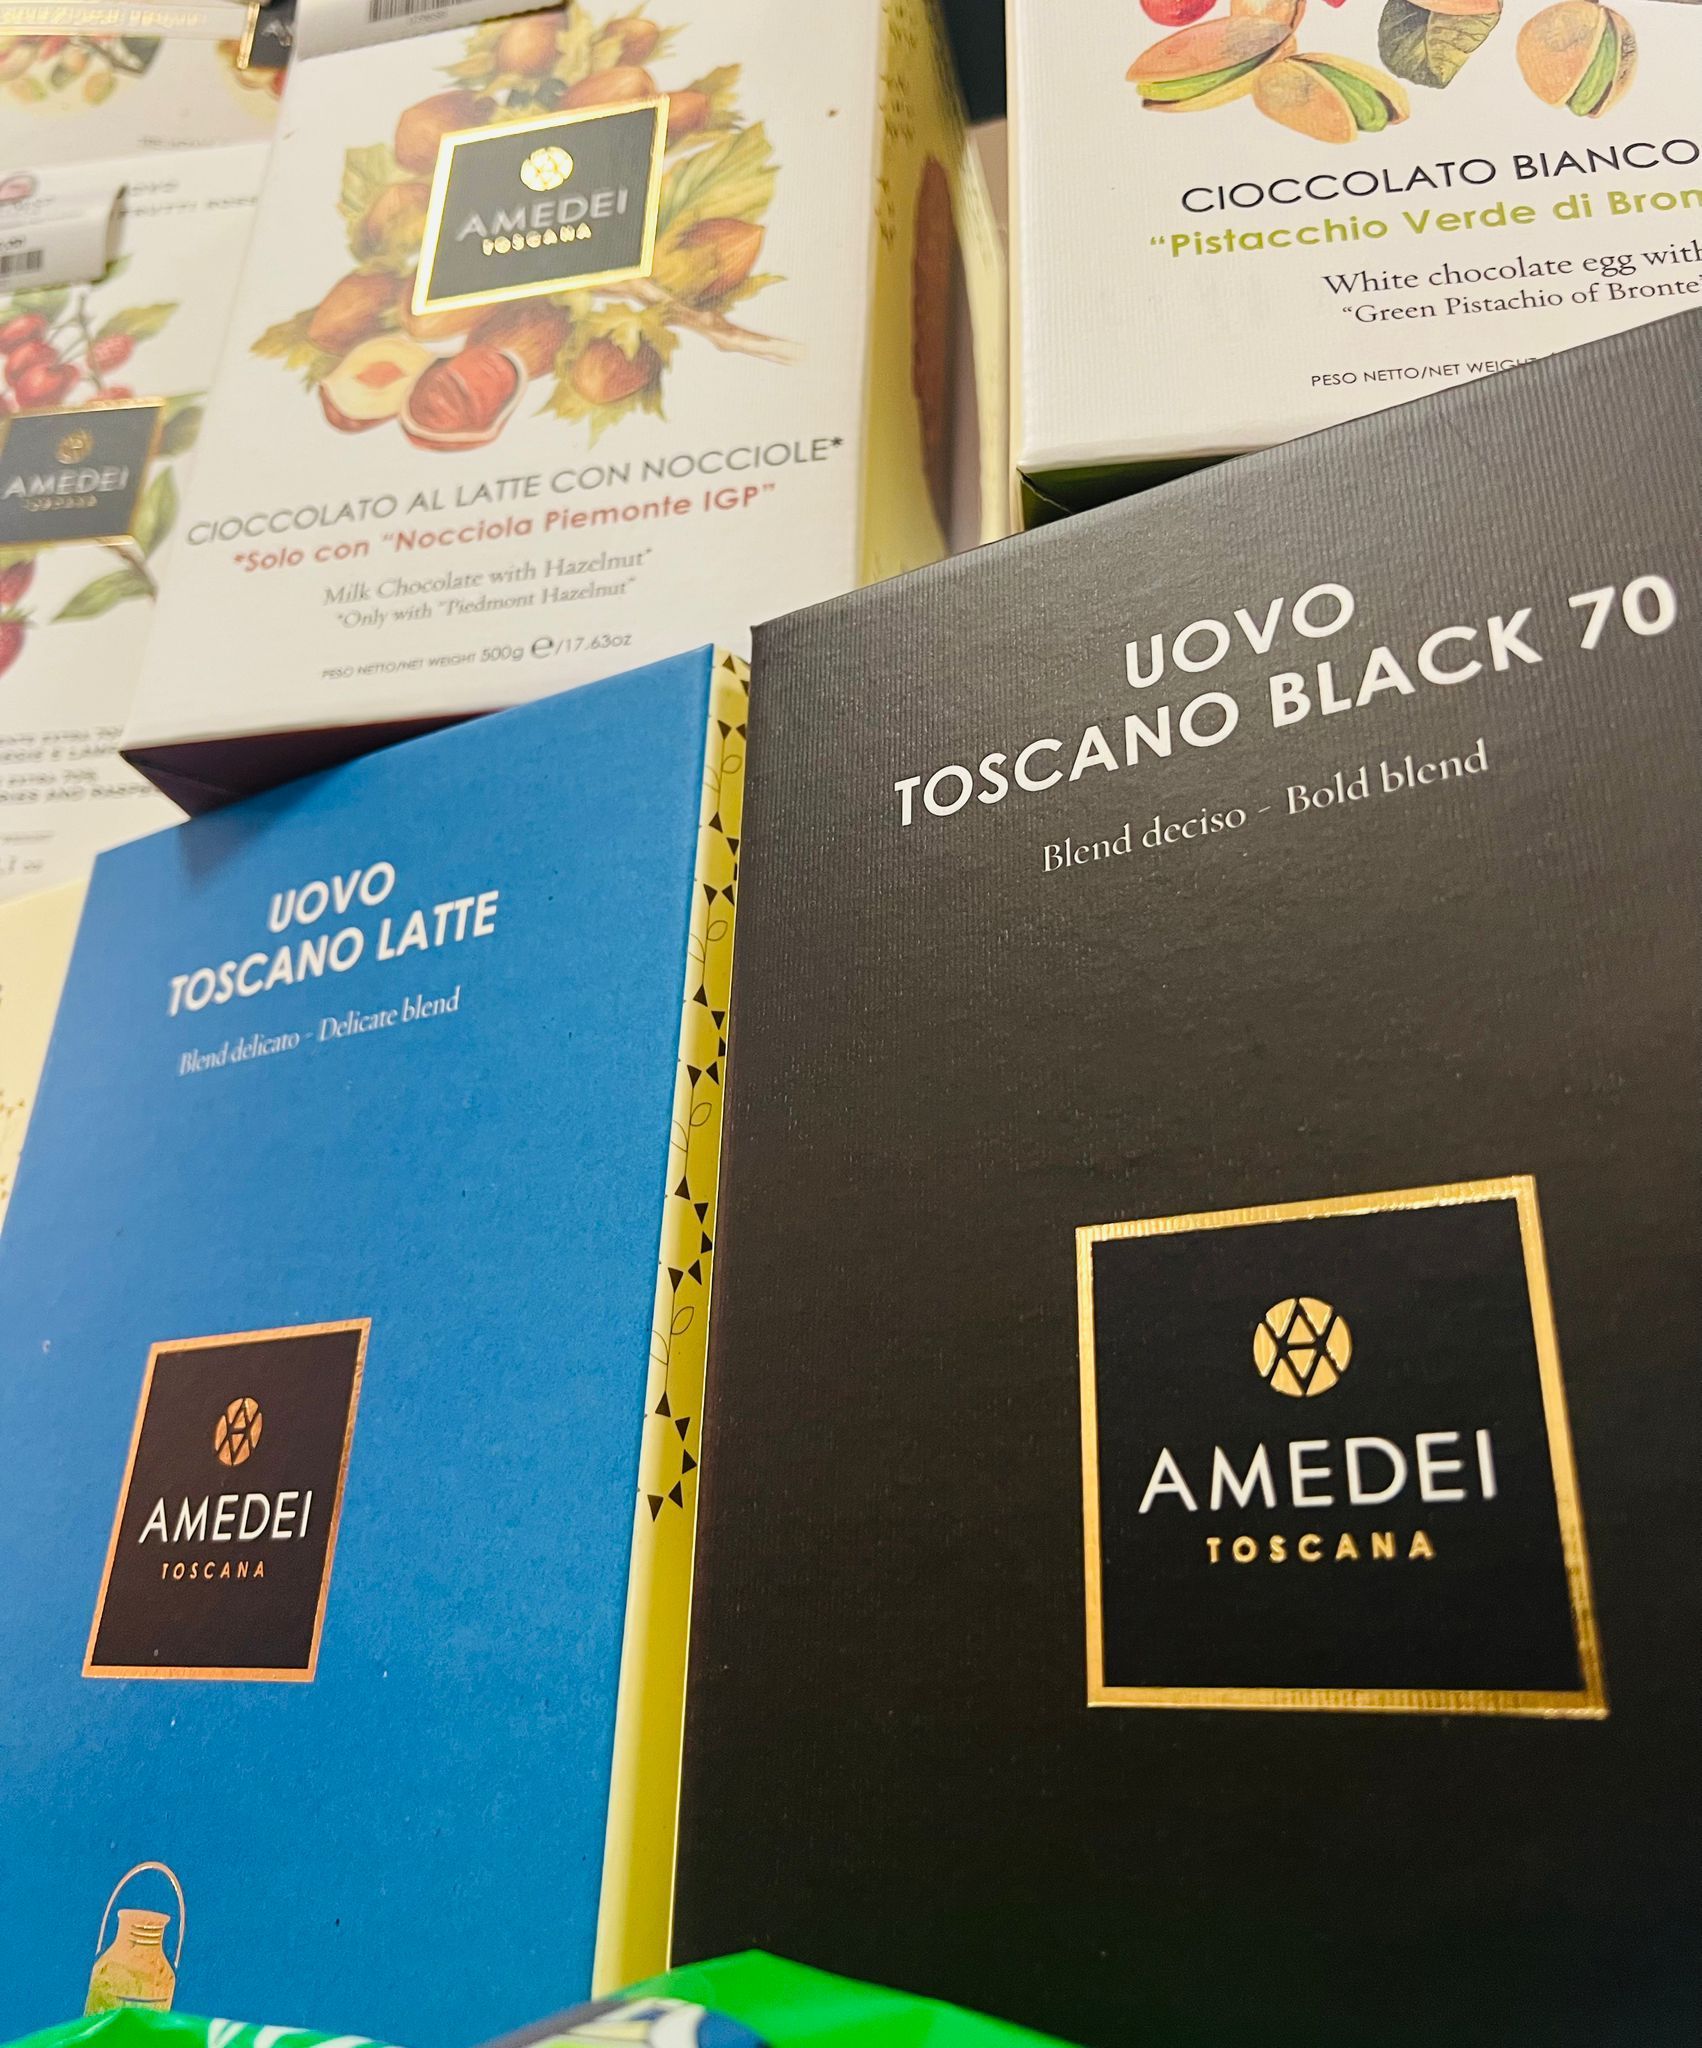 AMEDEI
TOSCANA
CIOCCOLATO AL LATTE CON NOCCIOLE*
*Solo con "Nocciola Piemonte IGP"
Milk Chocolate with Hazelnut*
*Only with "Piedmont Hazelnut"
PESO NETTO/NET WEIGHT 500g ℮/17.63oz
CIOCCOLATO BIANCO
"Pistacchio Verde di Bron
White chocolate egg with
"Green Pistachio of Bronte
PESO NETTO/NET WEIGHT
AMEDEI
UOVO
TOSCANO LATTE
Blend delicato - Delicate blend
AMEDEI
TOSCANA
UOVO
TOSCANO BLACK 70
Blend deciso - Bold blend
AMEDEI
TOSCANA